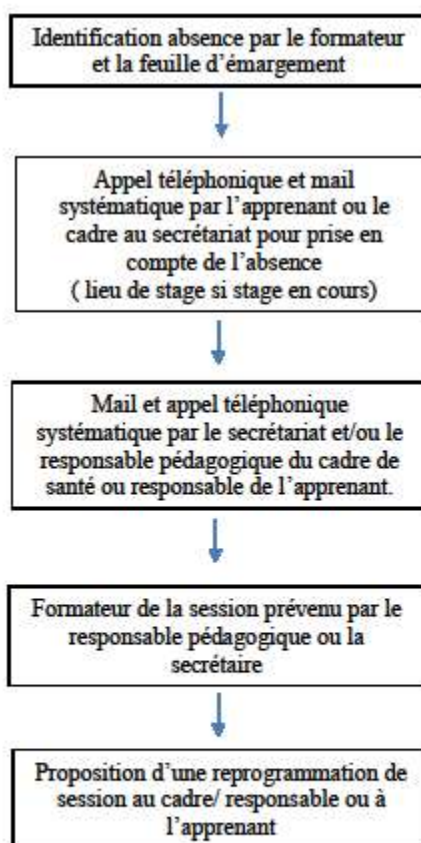 Identification absence par le formateur
et la feuille d'émargement
Appel téléphonique et mail
systématique par l'apprenant ou le
cadre au secrétariat pour prise en
compte de l'absence
( lieu de stage si stage en cours)
Mail et appel téléphonique
systématique par le secrétariat et/ou le
responsable pédagogique du cadre de
santé ou responsable de l'apprenant.
Formateur de la session prévenu par le
responsable pédagogique ou la
secrétaire
Proposition d'une reprogrammation de
session au cadre/ responsable ou à
l'apprenant